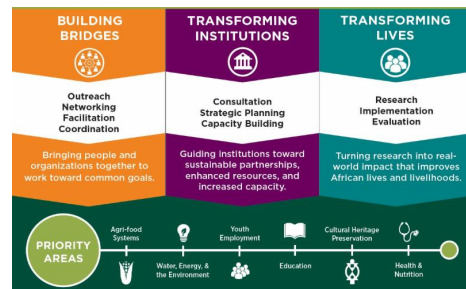 BUILDING
BRIDGES
Outreach
Networking
Facilitation
Coordination
Bringing people and
organizations together to
work toward common goals.
TRANSFORMING
INSTITUTIONS
Consultation
Strategic Planning
Capacity Building
Guiding institutions toward
sustainable partnerships,
enhanced resources, and
increased capacity.
TRANSFORMING
LIVES
Research
Implementation
Evaluation
Turning research into real-
world impact that improves
African lives and livelihoods.
PRIORITY
AREAS
Agri-food
Systems
Water, Energy, &
the Environment
Youth
Employment
Education
Cultural Heritage
Preservation
Health &
Nutrition